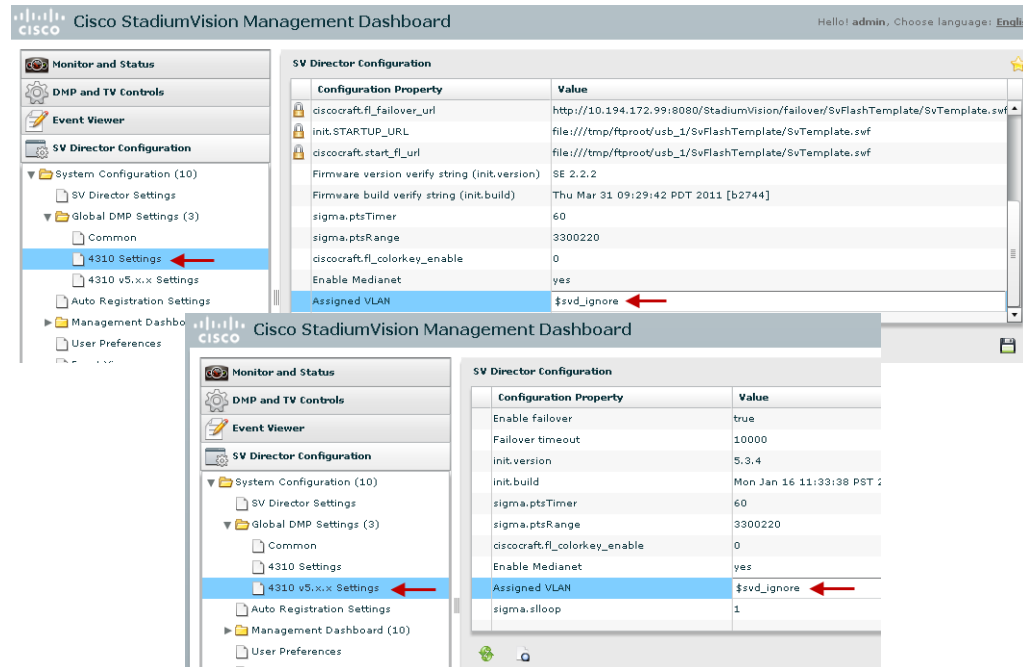 CISCO Cisco StadiumVision Management Dashboard
Hello! admin, Choose language:
Monitor and Status
DMP and TV Controls
Event Viewer
SV Director Configuration
System Configuration (10)
SV Director Settings
Global DMP Settings (3)
Common
4310 Settings
4310 v5.x.x Settings
Auto Registration Settings
Management Dashbo
User Preferences
SV Director Configuration
Configuration Property Value
ciscocraft.fl_failover_url http://10.194.172.99:8080/StadiumVision/failover/SvFlashTemplate/SvTemplate.swf
init.STARTUP_URL file:///tmp/ftproot/usb_1/SvFlashTemplate/SvTemplate.swf
ciscocraft.start_fl_url file:///tmp/ftproot/usb_1/SvFlashTemplate/SvTemplate.swf
Firmware version verify string (init.version) SE 2.2.2
Firmware build verify string (init.build) Thu Mar 31 09:29:42 PDT 2011 [b2744]
sigma.ptsTimer 60
sigma.ptsRange 3300220
ciscocraft.fl_colorkey_enable 0
Enable Medianet yes
Assigned VLAN $svd_ignore
CISCO Cisco StadiumVision Management Dashboard
Monitor and Status
DMP and TV Controls
Event Viewer
SV Director Configuration
System Configuration (10)
SV Director Settings
Global DMP Settings (3)
Common
4310 Settings
4310 v5.x.x Settings
Auto Registration Settings
Management Dashboard (10)
User Preferences
SV Director Configuration
Configuration Property Value
Enable failover true
Failover timeout 10000
init.version 5.3.4
init.build Mon Jan 16 11:33:38 PST 2
sigma.ptsTimer 60
sigma.ptsRange 3300220
ciscocraft.fl_colorkey_enable 0
Enable Medianet yes
Assigned VLAN $svd_ignore
sigma.slloop 1